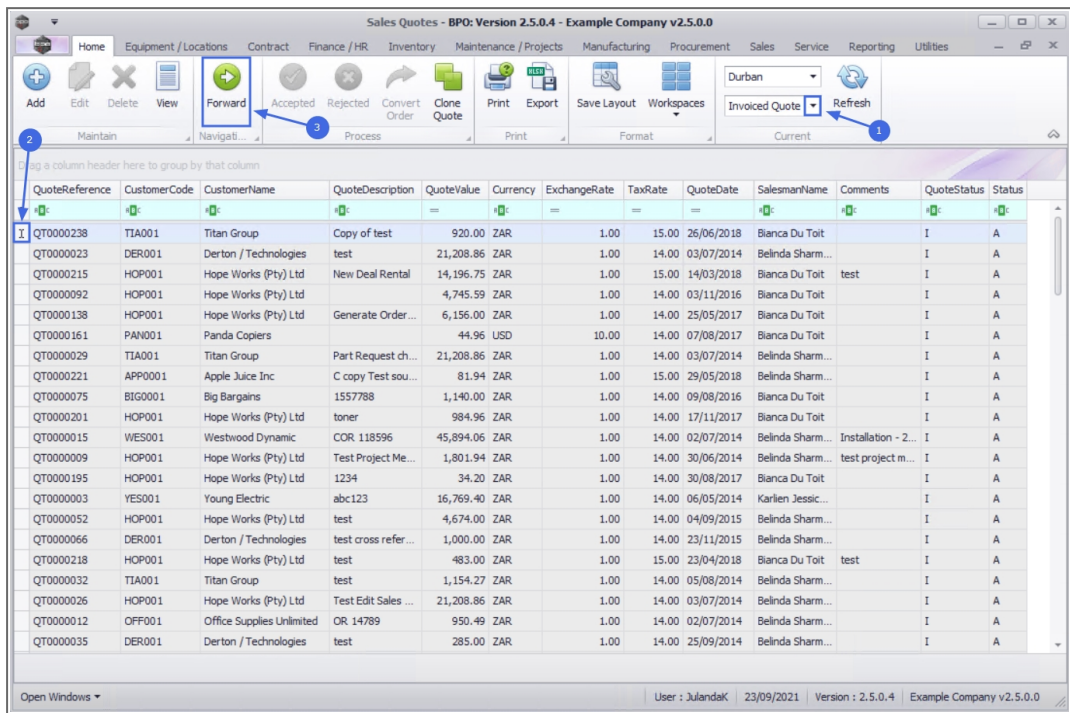 Sales Quotes - BPO: Version 2.5.0.4 - Example Company v2.5.0.0
Home Equipment / Locations Contract Finance / HR Inventory Maintenance / Projects Manufacturing Procurement Sales Service Reporting Utilities
Add Edit Delete View Forward Accepted Rejected Convert Order Clone Quote Print Export Save Layout Workspaces Durban Invoiced Quote Refresh
Maintain Navigati... Process Print Format Current
2 3 1
Drag a column header here to group by that column
QuoteReference CustomerCode CustomerName QuoteDescription QuoteValue Currency ExchangeRate TaxRate QuoteDate SalesmanName Comments QuoteStatus Status
I QT0000238 TIA001 Titan Group Copy of test 920.00 ZAR 1.00 15.00 26/06/2018 Bianca Du Toit I A
QT0000023 DER001 Derton / Technologies test 21,208.86 ZAR 1.00 14.00 03/07/2014 Belinda Sharm... I A
QT0000215 HOP001 Hope Works (Pty) Ltd New Deal Rental 14,196.75 ZAR 1.00 15.00 14/03/2018 Bianca Du Toit test I A
QT0000092 HOP001 Hope Works (Pty) Ltd 4,745.59 ZAR 1.00 14.00 03/11/2016 Bianca Du Toit I A
QT0000138 HOP001 Hope Works (Pty) Ltd Generate Order... 6,156.00 ZAR 1.00 14.00 25/05/2017 Bianca Du Toit I A
QT0000161 PAN001 Panda Copiers 44.96 USD 10.00 14.00 07/08/2017 Bianca Du Toit I A
QT0000029 TIA001 Titan Group Part Request ch... 21,208.86 ZAR 1.00 14.00 03/07/2014 Belinda Sharm... I A
QT0000221 APP0001 Apple Juice Inc C copy Test sou... 81.94 ZAR 1.00 15.00 29/05/2018 Belinda Sharm... I A
QT0000075 BIG0001 Big Bargains 1557788 1,140.00 ZAR 1.00 14.00 09/08/2016 Bianca Du Toit I A
QT0000201 HOP001 Hope Works (Pty) Ltd toner 984.96 ZAR 1.00 14.00 17/11/2017 Bianca Du Toit I A
QT0000015 WES001 Westwood Dynamic COR 118596 45,894.06 ZAR 1.00 14.00 02/07/2014 Belinda Sharm... Installation - 2... I A
QT0000009 HOP001 Hope Works (Pty) Ltd Test Project Me... 1,801.94 ZAR 1.00 14.00 30/06/2014 Belinda Sharm... test project m... I A
QT0000195 HOP001 Hope Works (Pty) Ltd 1234 34.20 ZAR 1.00 14.00 30/08/2017 Bianca Du Toit I A
QT0000003 YES001 Young Electric abc123 16,769.40 ZAR 1.00 14.00 06/05/2014 Karlien Jessic... I A
QT0000052 HOP001 Hope Works (Pty) Ltd test 4,674.00 ZAR 1.00 14.00 04/09/2015 Belinda Sharm... I A
QT0000066 DER001 Derton / Technologies test cross refer... 1,000.00 ZAR 1.00 14.00 23/11/2015 Belinda Sharm... I A
QT0000218 HOP001 Hope Works (Pty) Ltd test 483.00 ZAR 1.00 15.00 23/04/2018 Bianca Du Toit test I A
QT0000032 TIA001 Titan Group test 1,154.27 ZAR 1.00 14.00 05/08/2014 Belinda Sharm... I A
QT0000026 HOP001 Hope Works (Pty) Ltd Test Edit Sales ... 21,208.86 ZAR 1.00 14.00 03/07/2014 Belinda Sharm... I A
QT0000012 OFF001 Office Supplies Unlimited OR 14789 950.49 ZAR 1.00 14.00 02/07/2014 Belinda Sharm... I A
QT0000035 DER001 Derton / Technologies test 285.00 ZAR 1.00 14.00 25/09/2014 Belinda Sharm... I A
Open Windows User : JulandaK 23/09/2021 Version : 2.5.0.4 Example Company v2.5.0.0